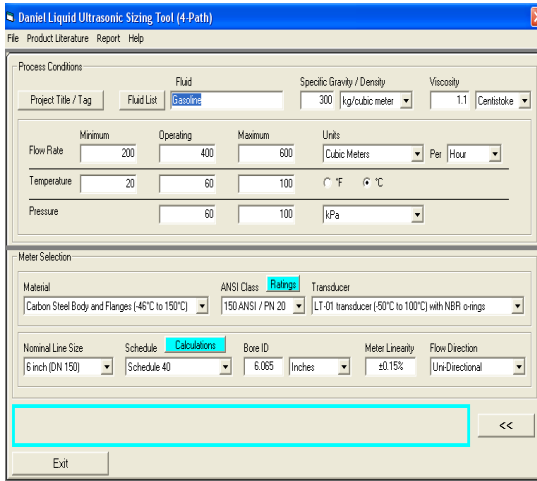 Daniel Liquid Ultrasonic Sizing Tool (4-Path)
File Product Literature Report Help
Process Conditions
Fluid Specific Gravity / Density Viscosity
Project Title / Tag Fluid List Gasoline 300 kg/cubic meter 1.1 Centistoke
Minimum Operating Maximum Units
Flow Rate 200 400 600 Cubic Meters Per Hour
Temperature 20 60 100 °F °C
Pressure 60 100 kPa
Meter Selection
Material ANSI Class Ratings Transducer
Carbon Steel Body and Flanges (-46°C to 150°C) 150 ANSI / PN 20 LT-01 transducer (-50°C to 100°C) with NBR o-rings
Nominal Line Size Schedule Calculations Bore ID Meter Linearity Flow Direction
6 inch (DN 150) Schedule 40 6.065 Inches ±0.15% Uni-Directional
<<
Exit